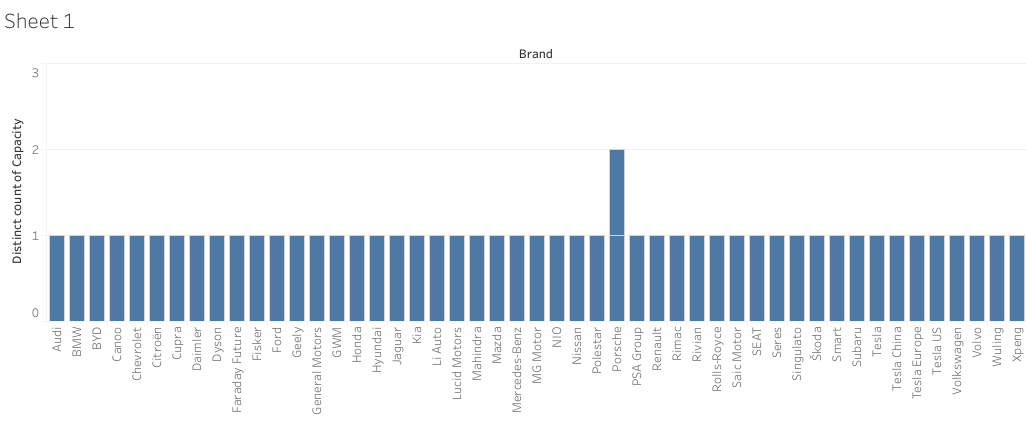 Sheet 1
Brand
Distinct count of Capacity
3
2
1
0
Audi
BMW
BYD
Canoo
Chevrolet
Citroën
Cupra
Daimler
Dyson
Faraday Future
Fisker
Ford
Geely
General Motors
GWM
Honda
Hyundai
Jaguar
Kia
Li Auto
Lucid Motors
Mahindra
Mazda
Mercedes-Benz
MG Motor
NIO
Nissan
Polestar
Porsche
PSA Group
Renault
Rimac
Rivian
Rolls-Royce
Saic Motor
SEAT
Seres
Singulato
Škoda
Smart
Subaru
Tesla
Tesla China
Tesla Europe
Tesla US
Volkswagen
Volvo
Wuling
Xpeng